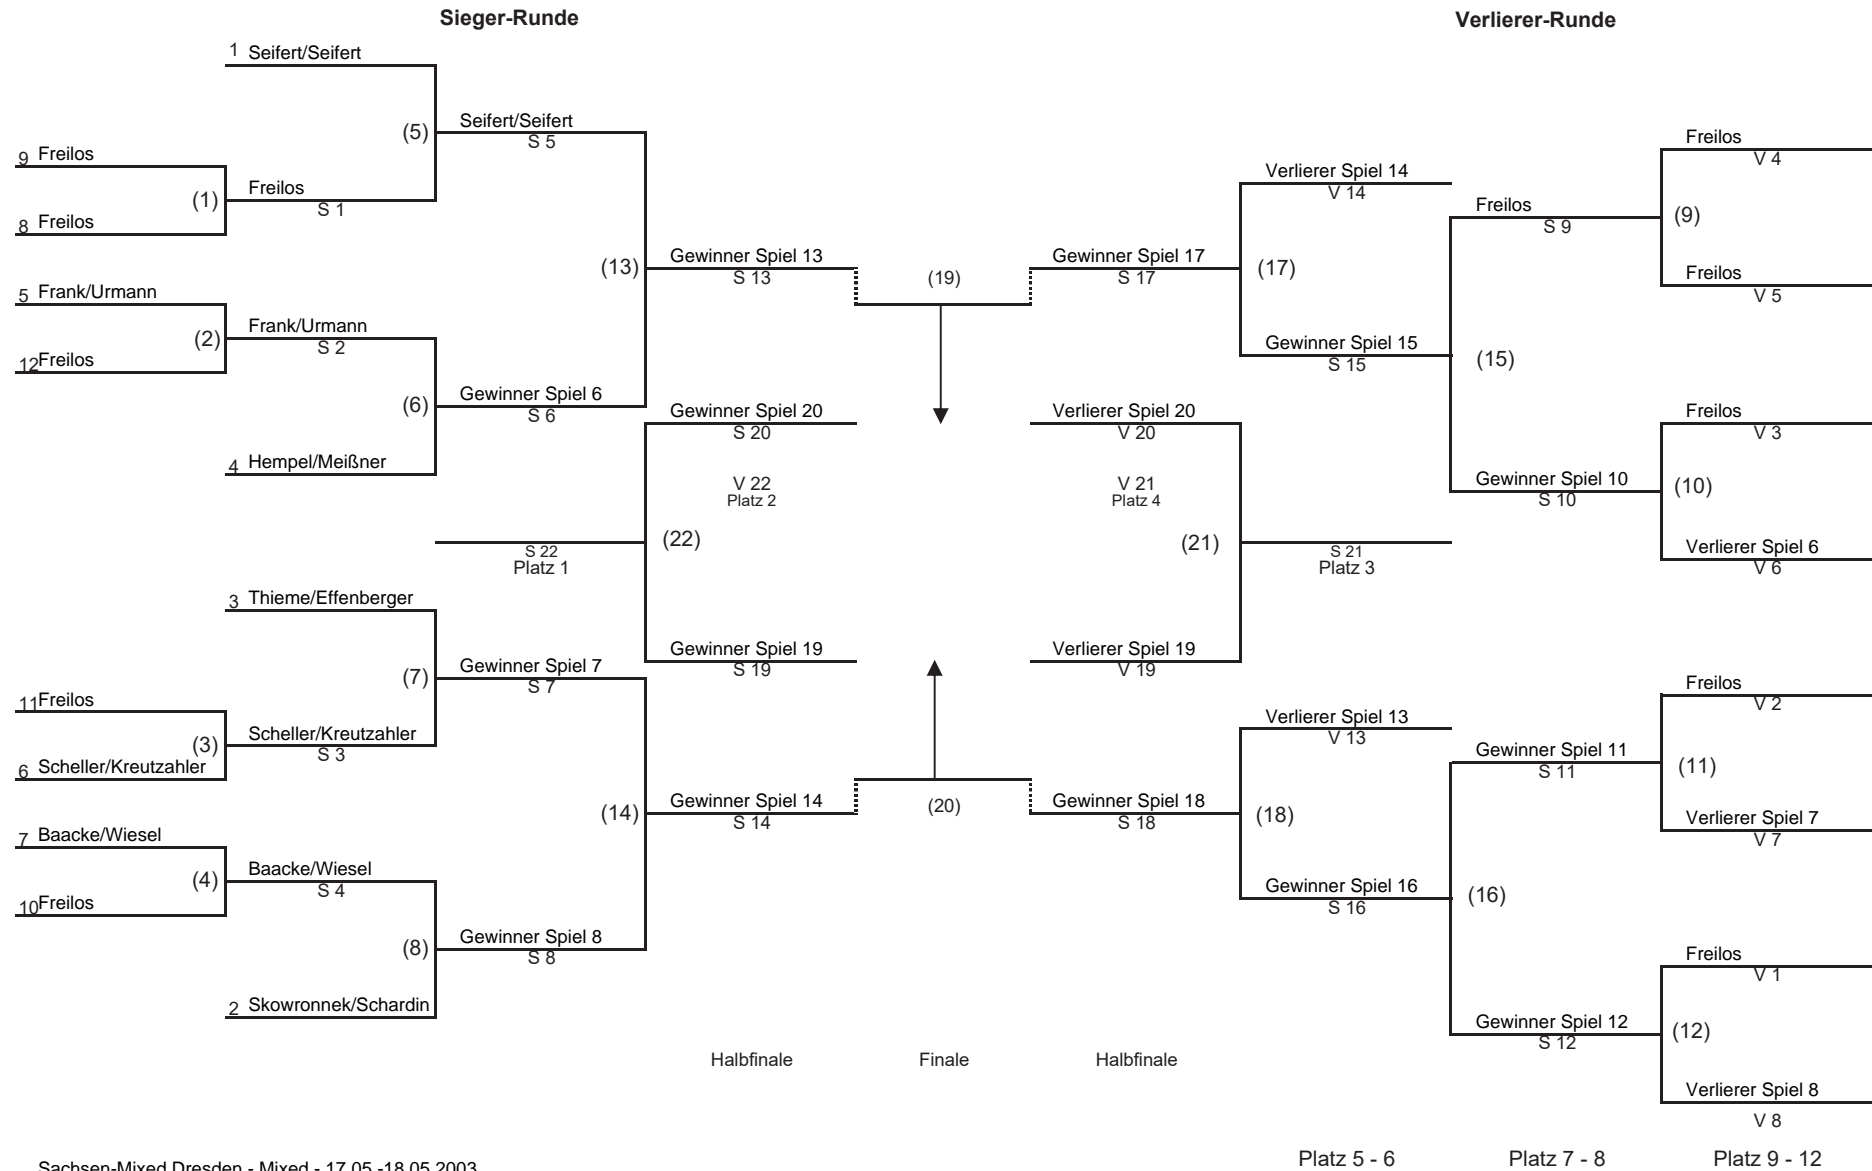 Sieger-Runde
Verlierer-Runde
1 Seifert/Seifert
(5)
Seifert/Seifert
S 5
9 Freilos
(1)
Freilos
S 1
8 Freilos
(13)
Gewinner Spiel 13
S 13
5 Frank/Urmann
(2)
Frank/Urmann
S 2
12 Freilos
(6)
Gewinner Spiel 6
S 6
4 Hempel/Meißner
Gewinner Spiel 20
S 20
V 22
Platz 2
(22)
S 22
Platz 1
3 Thieme/Effenberger
(7)
Gewinner Spiel 7
S 7
Gewinner Spiel 19
S 19
11 Freilos
(3)
Scheller/Kreutzahler
S 3
6 Scheller/Kreutzahler
(14)
Gewinner Spiel 14
S 14
7 Baacke/Wiesel
(4)
Baacke/Wiesel
S 4
10 Freilos
(8)
Gewinner Spiel 8
S 8
2 Skowronnek/Schardin
(19)
(20)
Gewinner Spiel 17
S 17
(17)
Verlierer Spiel 14
V 14
Gewinner Spiel 15
S 15
(15)
Freilos
S 9
(9)
Freilos
V 4
Freilos
V 5
Verlierer Spiel 20
V 20
V 21
Platz 4
(21)
S 21
Platz 3
Gewinner Spiel 10
S 10
(10)
Freilos
V 3
Verlierer Spiel 6
V 6
Verlierer Spiel 19
V 19
Verlierer Spiel 13
V 13
Gewinner Spiel 18
S 18
(18)
Gewinner Spiel 16
S 16
(16)
Gewinner Spiel 11
S 11
(11)
Freilos
V 2
Verlierer Spiel 7
V 7
Gewinner Spiel 12
S 12
(12)
Freilos
V 1
Verlierer Spiel 8
V 8
Halbfinale
Finale
Halbfinale
Platz 5 - 6
Platz 7 - 8
Platz 9 - 12
Sachsen-Mixed Dresden - Mixed - 17.05.-18.05.2003